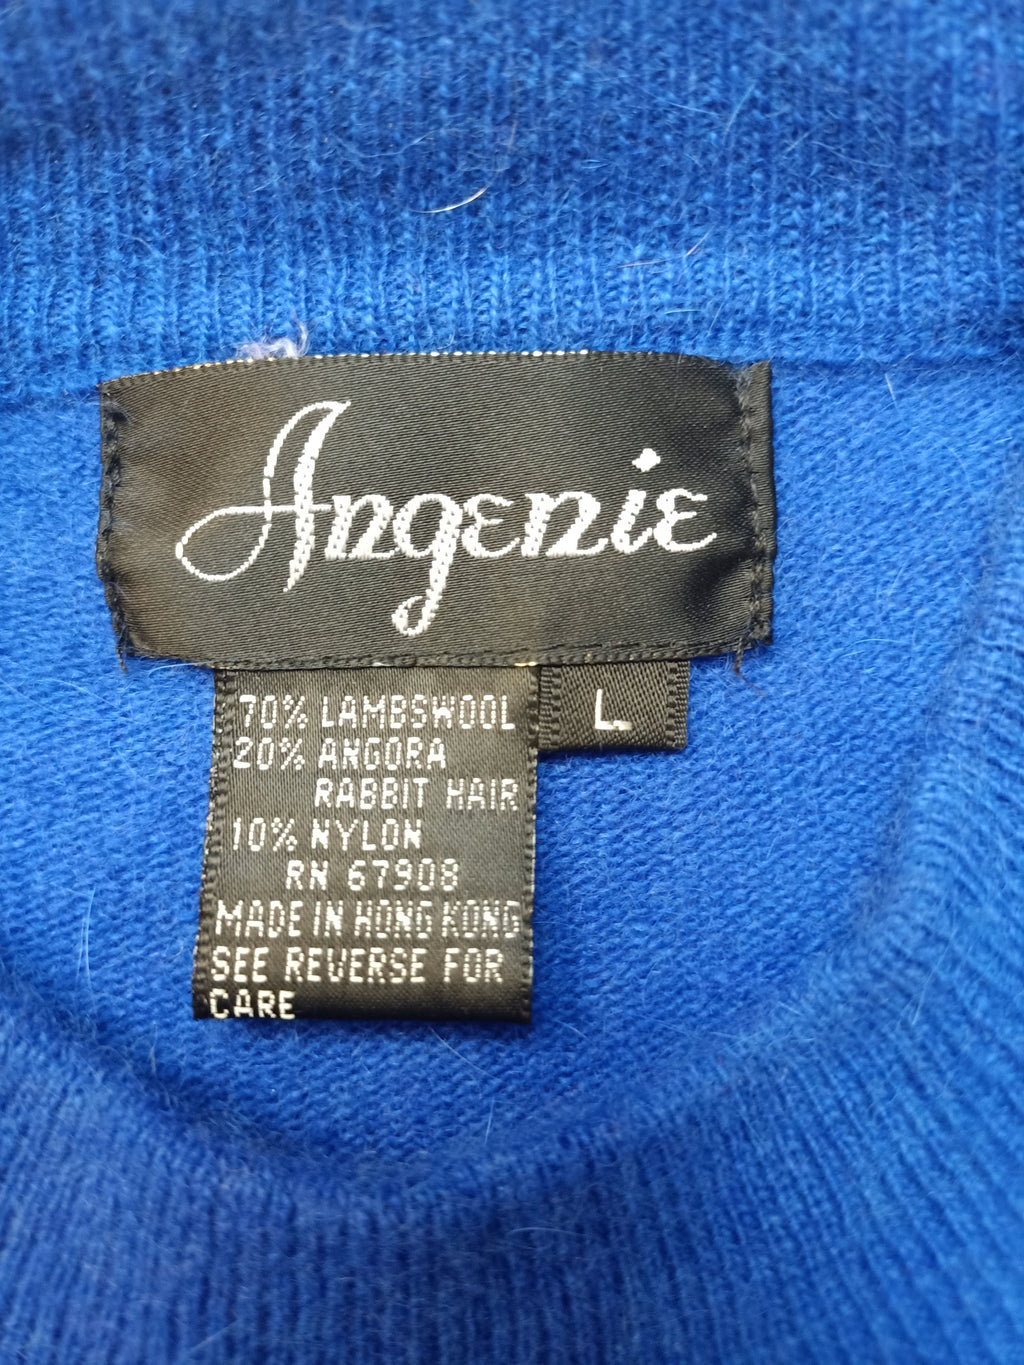 Angenie
L
70% LAMBSWOOL
20% ANGORA
RABBIT HAIR
10% NYLON
RN 67908
MADE IN HONG KONG
SEE REVERSE FOR
CARE